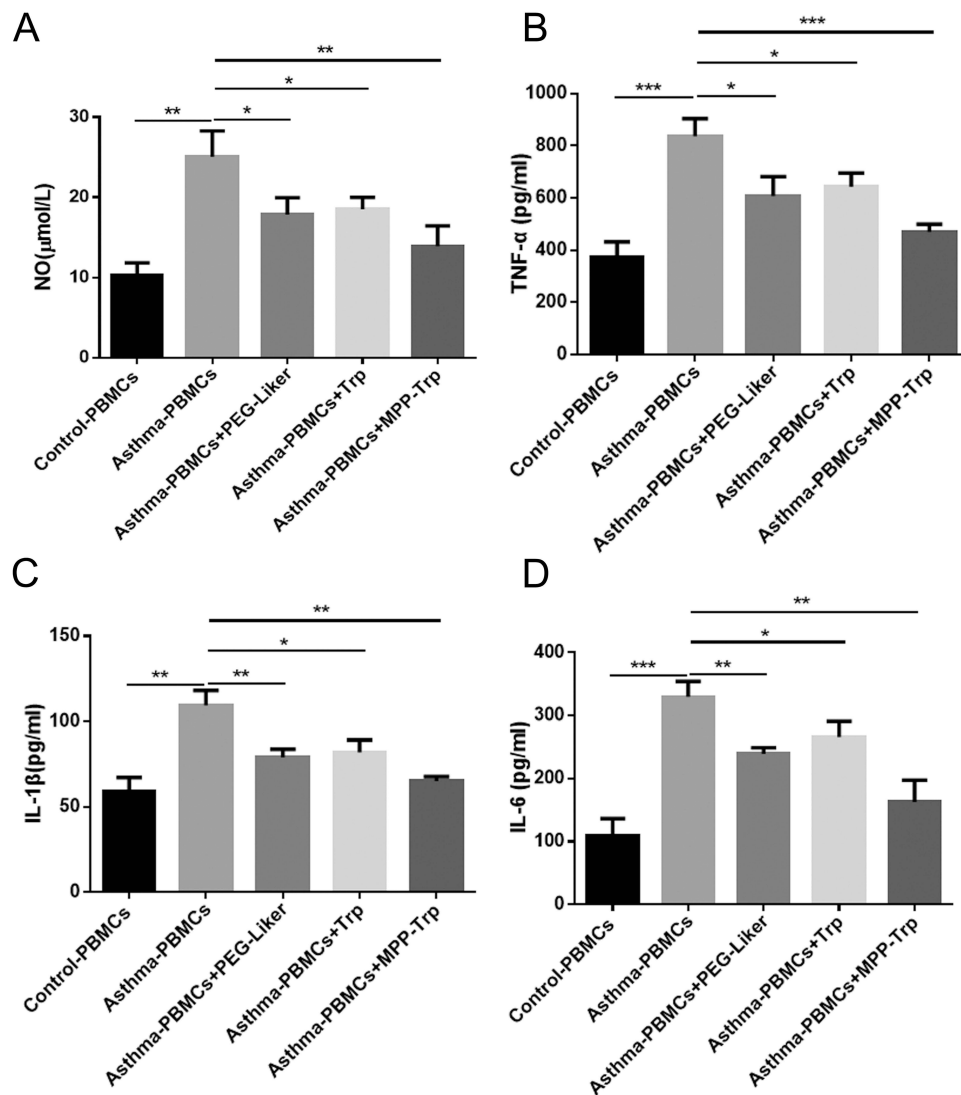 A
**
*
**
*
NO(μmol/L)
30
20
10
0
Control-PBMCs
Asthma-PBMCs
Asthma-PBMCs+PEG-Liker
Asthma-PBMCs+Trp
Asthma-PBMCs+MPP-Trp
B
***
*
***
*
TNF-α (pg/ml)
1000
800
600
400
200
0
Control-PBMCs
Asthma-PBMCs
Asthma-PBMCs+PEG-Liker
Asthma-PBMCs+Trp
Asthma-PBMCs+MPP-Trp
C
**
*
**
**
IL-1β(pg/ml)
150
100
50
0
Control-PBMCs
Asthma-PBMCs
Asthma-PBMCs+PEG-Liker
Asthma-PBMCs+Trp
Asthma-PBMCs+MPP-Trp
D
**
*
***
**
IL-6 (pg/ml)
400
300
200
100
0
Control-PBMCs
Asthma-PBMCs
Asthma-PBMCs+PEG-Liker
Asthma-PBMCs+Trp
Asthma-PBMCs+MPP-Trp